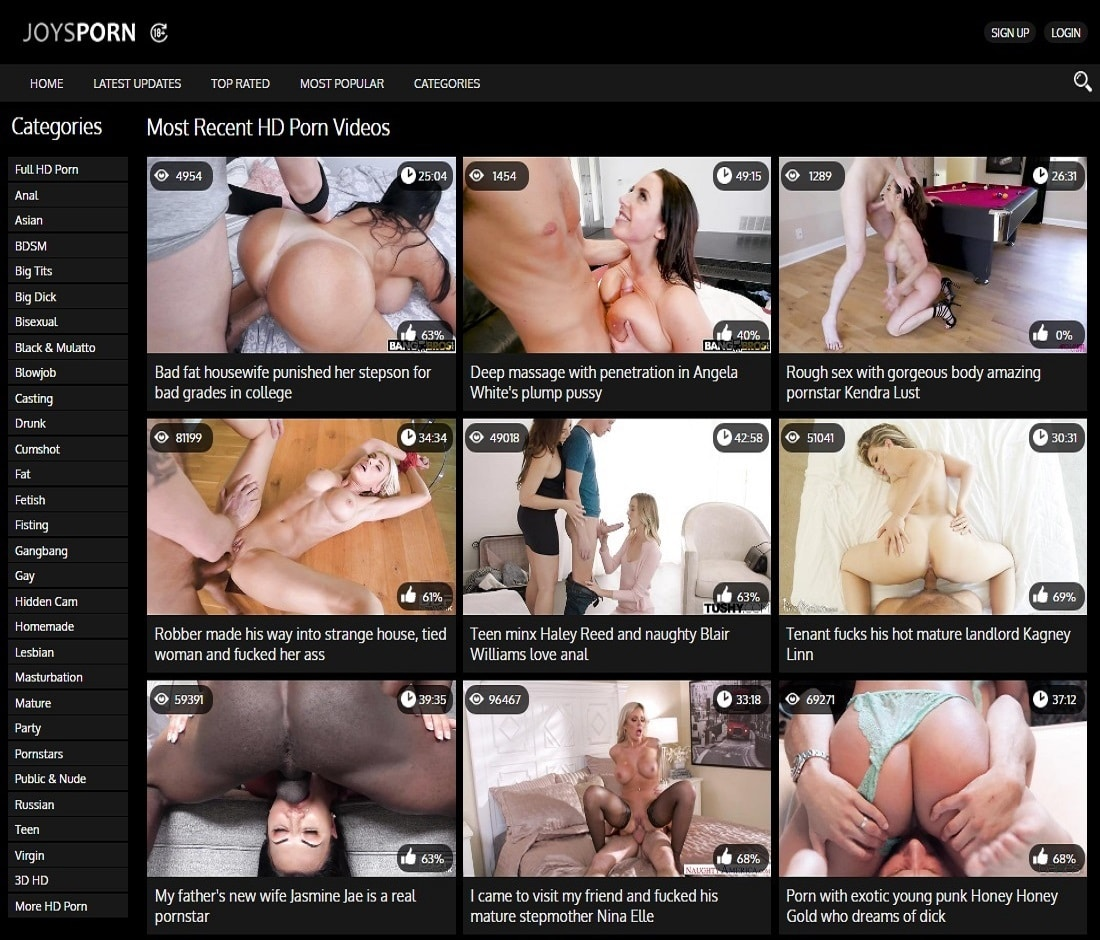 JOYSPORN 18+
SIGN UP
LOGIN
HOME
LATEST UPDATES
TOP RATED
MOST POPULAR
CATEGORIES
Categories
Full HD Porn
Anal
Asian
BDSM
Big Tits
Big Dick
Bisexual
Black & Mulatto
Blowjob
Casting
Drunk
Cumshot
Fat
Fetish
Fisting
Gangbang
Gay
Hidden Cam
Homemade
Lesbian
Masturbation
Mature
Party
Pornstars
Public & Nude
Russian
Teen
Virgin
3D HD
More HD Porn
Most Recent HD Porn Videos
4954
25:04
63%
Bad fat housewife punished her stepson for
bad grades in college
1454
49:15
40%
Deep massage with penetration in Angela
White's plump pussy
1289
26:31
0%
Rough sex with gorgeous body amazing
pornstar Kendra Lust
81199
34:34
61%
Robber made his way into strange house, tied
woman and fucked her ass
49018
42:58
63%
TUSHY.COM
Teen minx Haley Reed and naughty Blair
Williams love anal
51041
30:31
69%
Tenant fucks his hot mature landlord Kagney
Linn
59391
39:35
63%
My father's new wife Jasmine Jae is a real
pornstar
96467
33:18
68%
I came to visit my friend and fucked his
mature stepmother Nina Elle
69271
37:12
68%
Porn with exotic young punk Honey Honey
Gold who dreams of dick